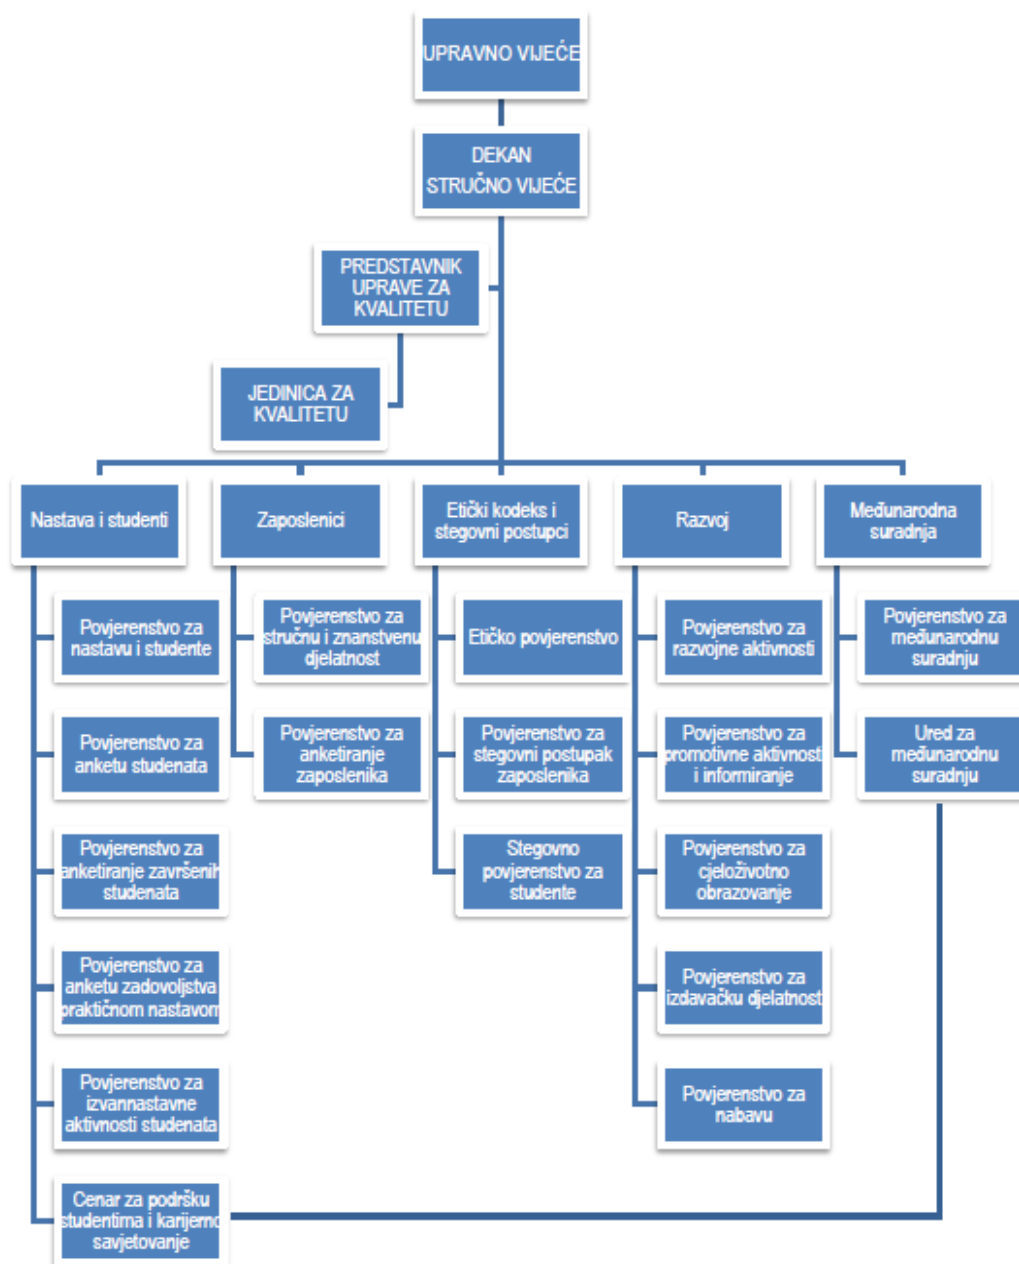 UPRAVNO VIJEĆE
DEKAN
STRUČNO VIJEĆE
PREDSTAVNIK
UPRAVE ZA
KVALITETU
JEDINICA ZA
KVALITETU
Nastava i studenti
Povjerenstvo za
nastavu i studente
Povjerenstvo za
anketu studenata
Povjerenstvo za
anketiranje završenih
studenata
Povjerenstvo za
anketu zadovoljstva
praktičnom nastavom
Povjerenstvo za
izvannastavne
aktivnosti studenata
Cenar za podršku
studentima i karijerno
savjetovanje
Zaposlenici
Povjerenstvo za
stručnu i znanstvenu
djelatnost
Povjerenstvo za
anketiranje
zaposlenika
Etički kodeks i
stegovni postupci
Etičko povjerenstvo
Povjerenstvo za
stegovni postupak
zaposlenika
Stegovno
povjerenstvo za
studente
Razvoj
Povjerenstvo za
razvojne aktivnosti
Povjerenstvo za
promotivne aktivnosti
i informiranje
Povjerenstvo za
cjeloživotno
obrazovanje
Povjerenstvo za
izdavačku djelatnost
Povjerenstvo za
nabavu
Međunarodna
suradnja
Povjerenstvo za
međunarodnu
suradnju
Ured za
međunarodnu
suradnju